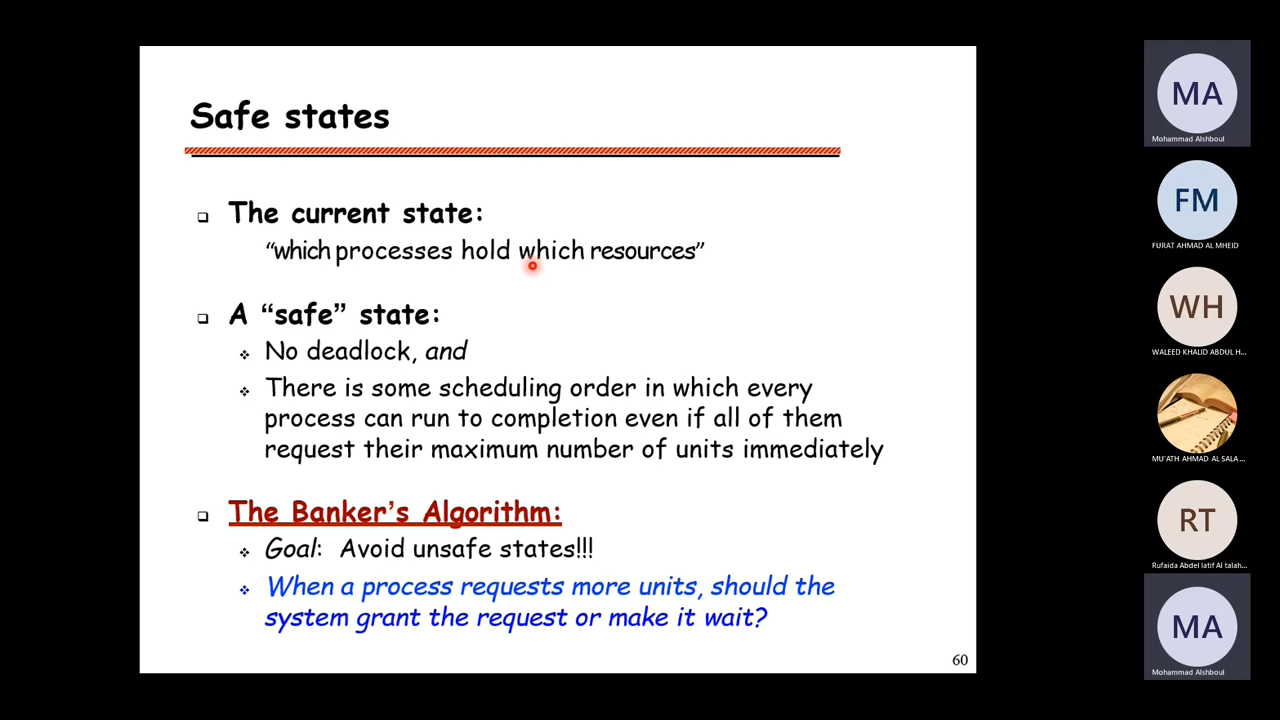 Safe states
The current state:
“which processes hold which resources”
A “safe” state:
No deadlock, and
There is some scheduling order in which every
process can run to completion even if all of them
request their maximum number of units immediately
The Banker’s Algorithm:
Goal: Avoid unsafe states!!!
When a process requests more units, should the
system grant the request or make it wait?
60
MA
Mohammad Alshboul
FM
FURAT AHMAD AL MHEID
WH
WALEED KHALID ABDUL H...
MU'ATH AHMAD AL SALA...
RT
Rufaida Abdel latif Al talah...
MA
Mohammad Alshboul